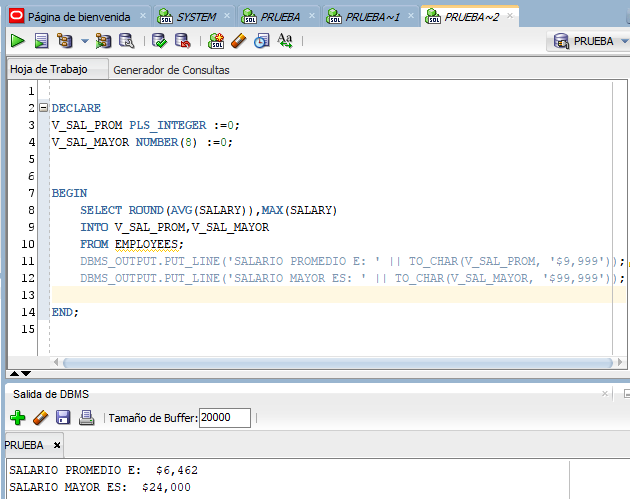 Página de bienvenida SYSTEM PRUEBA PRUEBA~1 PRUEBA~2
PRUEBA
Hoja de Trabajo Generador de Consultas
1
2 DECLARE
3 V_SAL_PROM PLS_INTEGER :=0;
4 V_SAL_MAYOR NUMBER(8) :=0;
5
6
7 BEGIN
8 SELECT ROUND(AVG(SALARY)),MAX(SALARY)
9 INTO V_SAL_PROM,V_SAL_MAYOR
10 FROM EMPLOYEES;
11 DBMS_OUTPUT.PUT_LINE('SALARIO PROMEDIO E: ' || TO_CHAR(V_SAL_PROM, '$9,999'));
12 DBMS_OUTPUT.PUT_LINE('SALARIO MAYOR ES: ' || TO_CHAR(V_SAL_MAYOR, '$99,999'));
13
14 END;
15
Salida de DBMS
Tamaño de Buffer: 20000
PRUEBA
SALARIO PROMEDIO E:  $6,462
SALARIO MAYOR ES:  $24,000